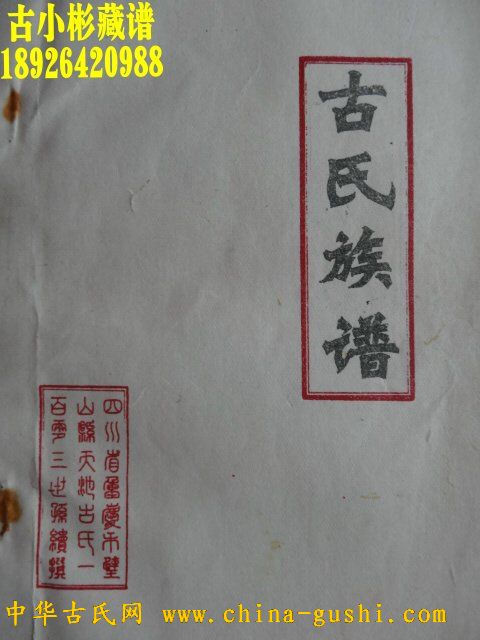 古小彬藏谱
18926420988
古氏族谱
四川省重慶市璧
山縣天池古氏一
百零三世孫續撰
中华古氏网 www.china-gushi.com